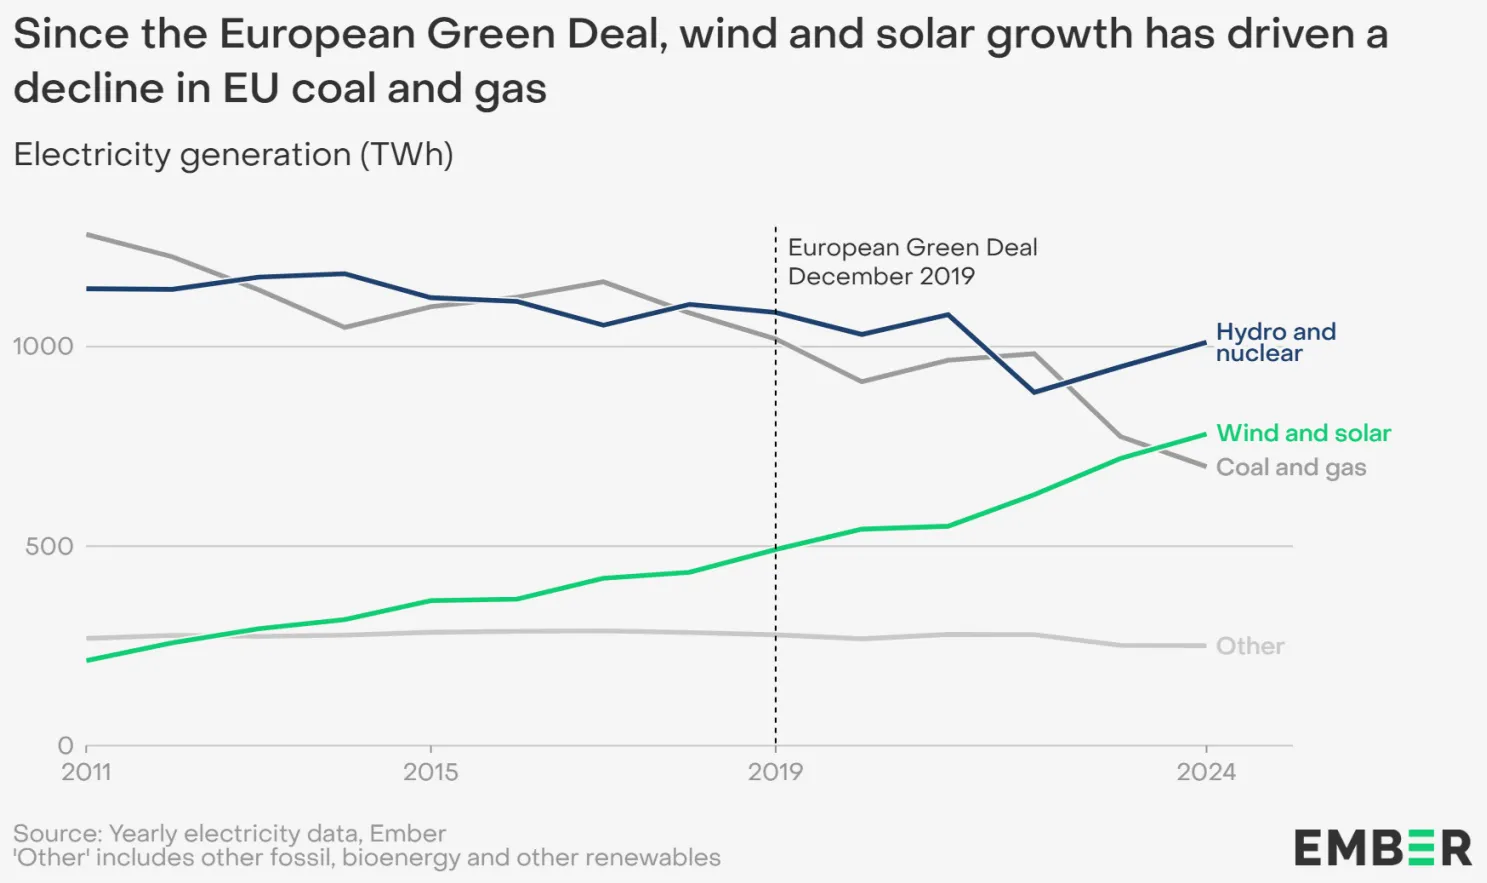 Since the European Green Deal, wind and solar growth has driven a
decline in EU coal and gas
Electricity generation (TWh)
European Green Deal
December 2019
1000
500
0
Hydro and
nuclear
Wind and solar
Coal and gas
Other
2011
2015
2019
2024
Source: Yearly electricity data, Ember
'Other' includes other fossil, bioenergy and other renewables
EMBER